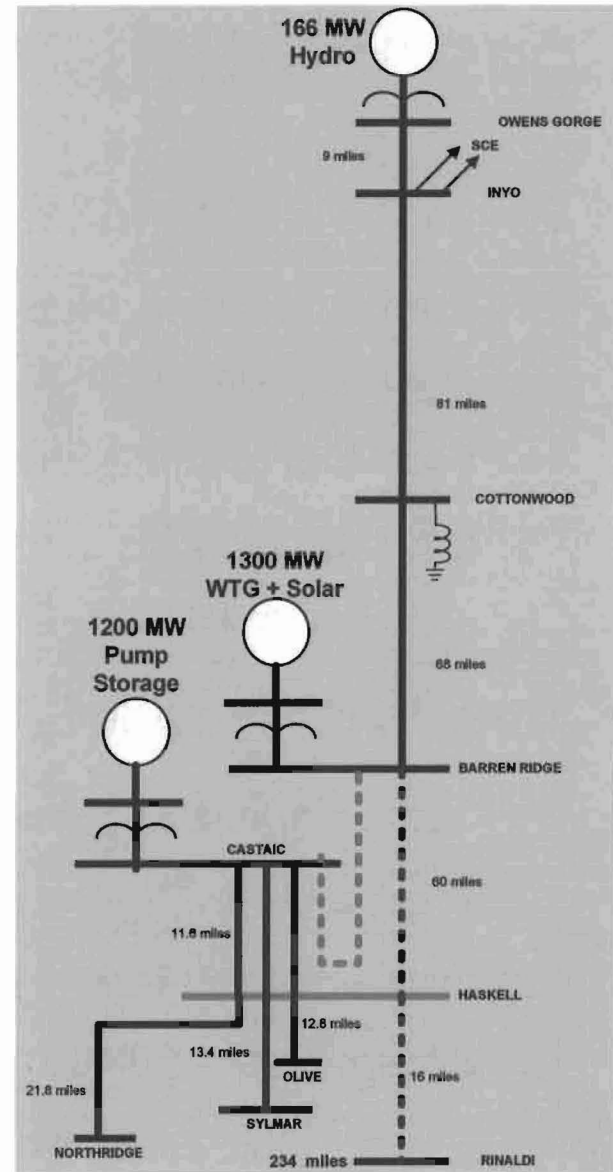 166 MW
Hydro
OWENS GORGE
SCE
9 miles
INYO
81 miles
COTTONWOOD
1300 MW
WTG + Solar
1200 MW
Pump
Storage
68 miles
BARREN RIDGE
CASTAIC
60 miles
11.6 miles
HASKELL
12.8 miles
13.4 miles
OLIVE
16 miles
21.8 miles
SYLMAR
NORTHRIDGE
234 miles
RINALDI